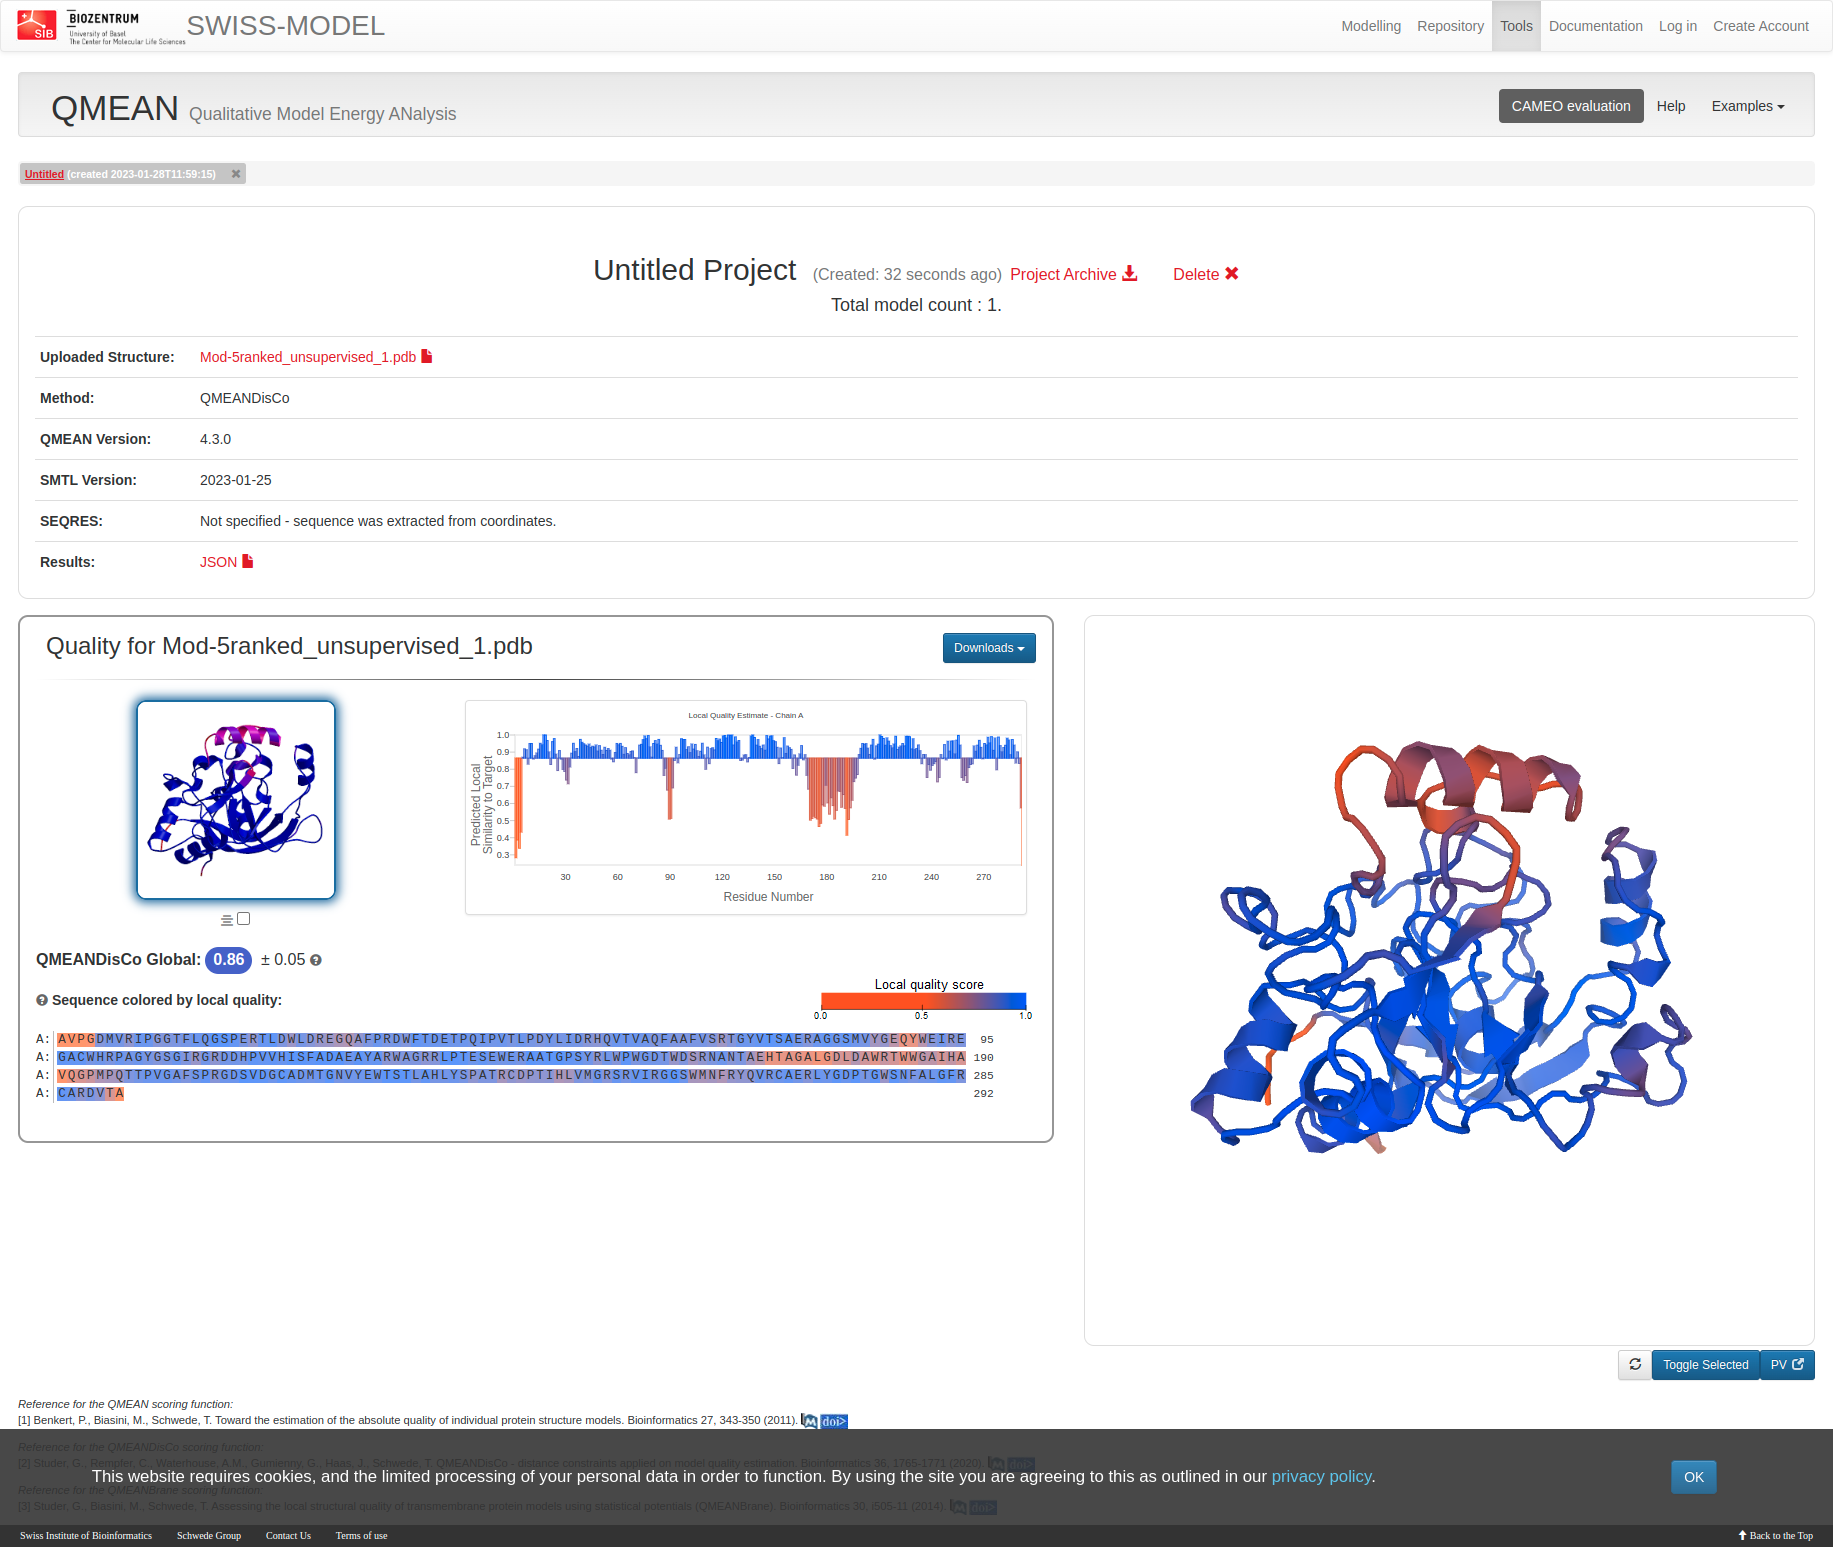 SIB
BIOZENTRUM
University of Basel
The Center for Molecular Life Sciences
SWISS-MODEL
Modelling
Repository
Tools
Documentation
Log in
Create Account
QMEAN Qualitative Model Energy ANalysis
CAMEO evaluation
Help
Examples
Untitled (created 2023-01-28T11:59:15)
Untitled Project (Created: 32 seconds ago) Project Archive Delete
Total model count : 1.
Uploaded Structure: Mod-5ranked_unsupervised_1.pdb
Method: QMEANDisCo
QMEAN Version: 4.3.0
SMTL Version: 2023-01-25
SEQRES: Not specified - sequence was extracted from coordinates.
Results: JSON
Quality for Mod-5ranked_unsupervised_1.pdb
Downloads
Local Quality Estimate - Chain A
Predicted Local
Similarity to Target
1.0
0.9
0.8
0.7
0.6
0.5
0.4
0.3
30 60 90 120 150 180 210 240 270
Residue Number
QMEANDisCo Global: 0.86 ± 0.05
Sequence colored by local quality:
Local quality score
0.0 0.5 1.0
A: AVPGDMVRIPGGTFLQGSPERTLDWLDREGQAFPRDWFTDETPQIPVTLPDYLIDRHQVTVAQFAAFVSRTGYVTSAERAGGSMVYGEQYWEIRE 95
A: GACWHRPAGYGSGIRGRDDHPVVHISFADAEAYARWAGRRLPTESEWERAATGPSYRLWPWGDTWDSRNANTAEHTAGALGDLDAWRTWWGAIHA 190
A: VQGPMPQTTPVGAFSPRGDSVDGCADMTGNVYEWTSTLAHLYSPATRCDPTIHLVMGRSRVIRGGSWMNFRYQVRCAERLYGDPTGWSNFALGFR 285
A: CARDVTA 292
Toggle Selected
PV
Reference for the QMEAN scoring function:
[1] Benkert, P., Biasini, M., Schwede, T. Toward the estimation of the absolute quality of individual protein structure models. Bioinformatics 27, 343-350 (2011). M doi>
Reference for the QMEANDisCo scoring function:
[2] Studer, G., Rempfer, C., Waterhouse, A.M., Gumienny, G., Haas, J., Schwede, T. QMEANDisCo - distance constraints applied on model quality estimation. Bioinformatics 36, 1765-1771 (2020). M doi>
This website requires cookies, and the limited processing of your personal data in order to function. By using the site you are agreeing to this as outlined in our privacy policy.
OK
Reference for the QMEANBrane scoring function:
[3] Studer, G., Biasini, M., Schwede, T. Assessing the local structural quality of transmembrane protein models using statistical potentials (QMEANBrane). Bioinformatics 30, i505-11 (2014). M doi>
Swiss Institute of Bioinformatics
Schwede Group
Contact Us
Terms of use
Back to the Top